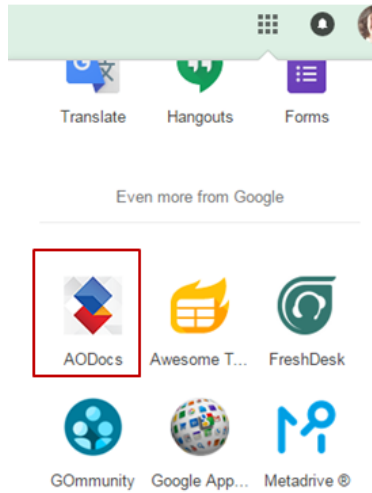 Translate Hangouts Forms
Even more from Google
AODocs Awesome T... FreshDesk
GOmmunity Google App... Metadrive ®